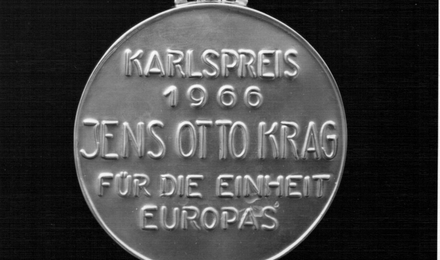 KARLSPREIS
1966
JENS OTTO KRAG
FÜR DIE EINHEIT
EUROPAS